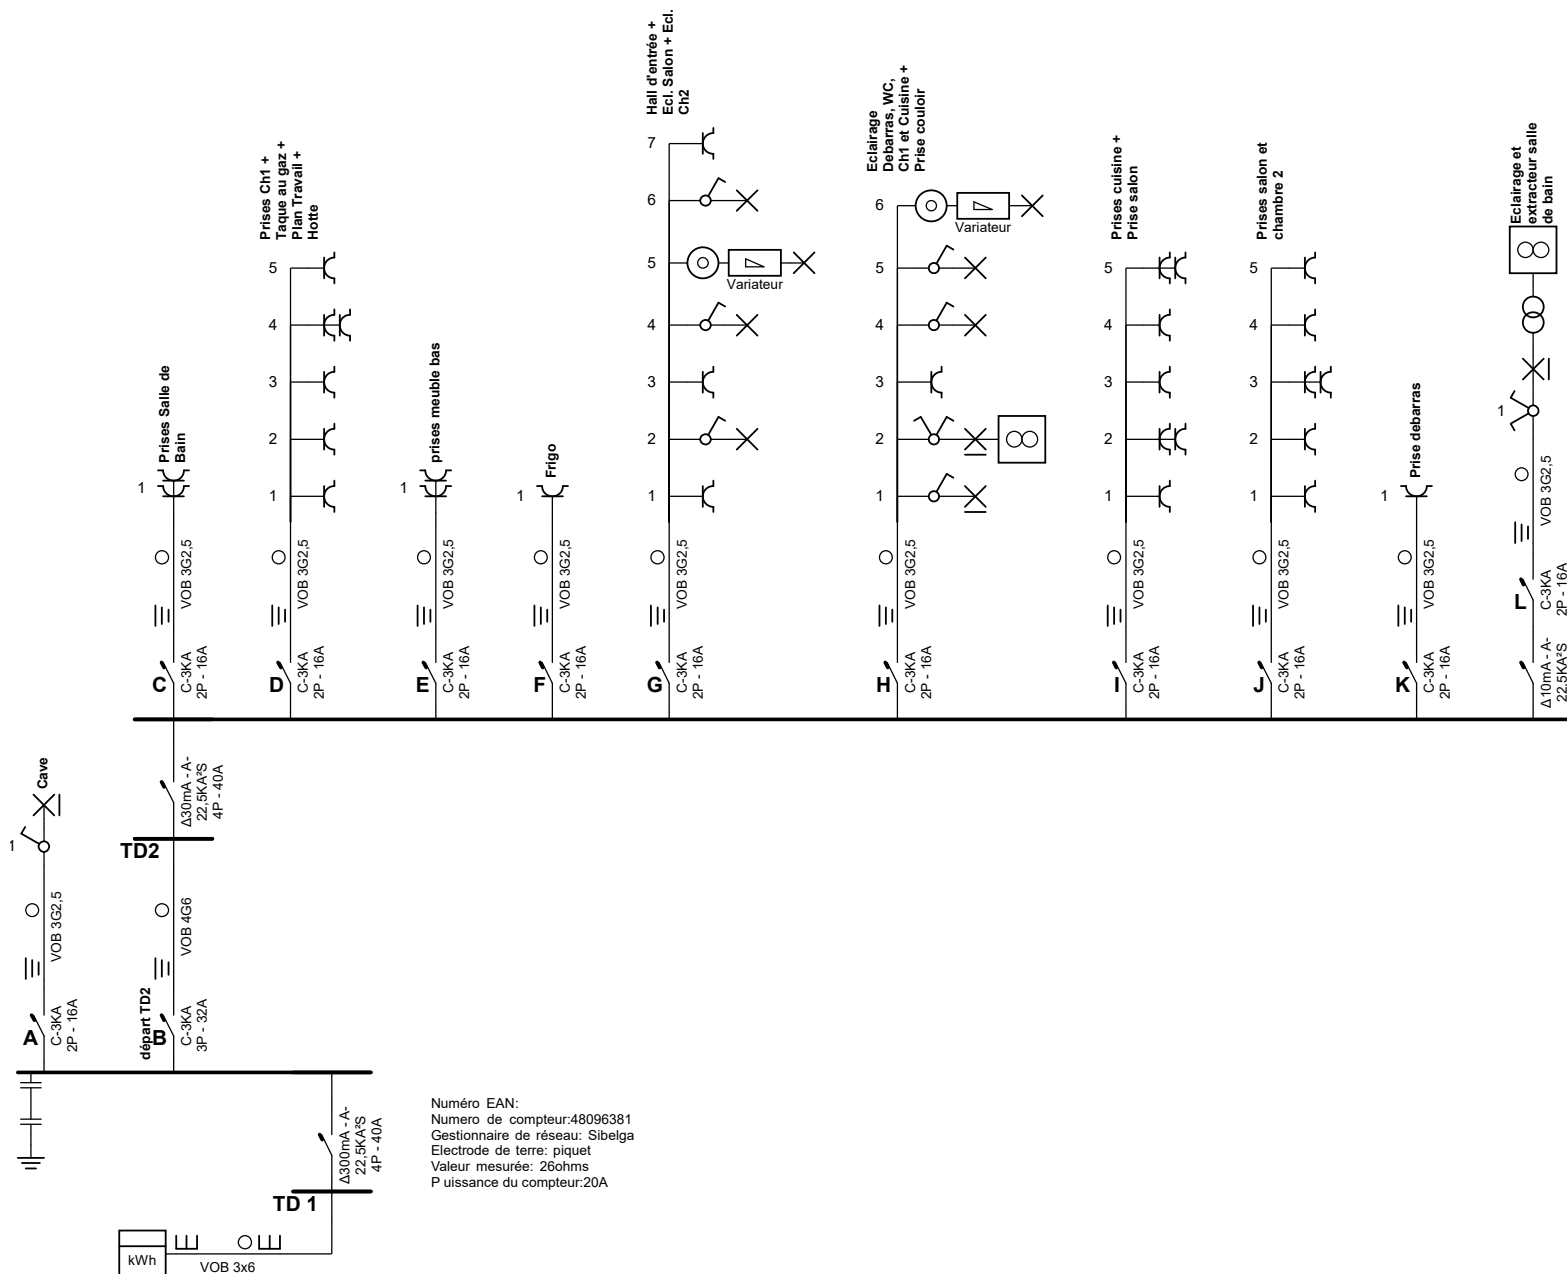 Hall d'entrée +
Ecl. Salon + Ecl.
Ch2
Eclairage
Debarras, WC,
Ch1 et Cuisine +
Prise couloir
Prises Ch1 +
Taque au gaz +
Plan Travail +
Hotte
Prises cuisine +
Prise salon
Prises salon et
chambre 2
Eclairage et
extracteur salle
de bain
Prises Salle de
Bain
prises meuble bas
Frigo
Prise debarras
1
5
4
3
2
1
1
1
7
6
5
Variateur
4
3
2
1
6
Variateur
5
4
3
2
1
5
4
3
2
1
5
4
3
2
1
1
1
VOB 3G2,5
VOB 3G2,5
VOB 3G2,5
VOB 3G2,5
VOB 3G2,5
VOB 3G2,5
VOB 3G2,5
VOB 3G2,5
VOB 3G2,5
VOB 3G2,5
C
C-3KA
2P - 16A
D
C-3KA
2P - 16A
E
C-3KA
2P - 16A
F
C-3KA
2P - 16A
G
C-3KA
2P - 16A
H
C-3KA
2P - 16A
I
C-3KA
2P - 16A
J
C-3KA
2P - 16A
K
C-3KA
2P - 16A
L
C-3KA
2P - 16A
Δ10mA - A-
22,5KA²S
Cave
1
VOB 3G2,5
A
C-3KA
2P - 16A
Δ30mA - A-
22,5KA²S
4P - 40A
TD2
VOB 4G6
départ TD2
B
C-3KA
3P - 32A
Δ300mA - A-
22,5KA²S
4P - 40A
TD 1
kWh
VOB 3x6
Numéro EAN:
Numero de compteur:48096381
Gestionnaire de réseau: Sibelga
Electrode de terre: piquet
Valeur mesurée: 26ohms
P uissance du compteur:20A